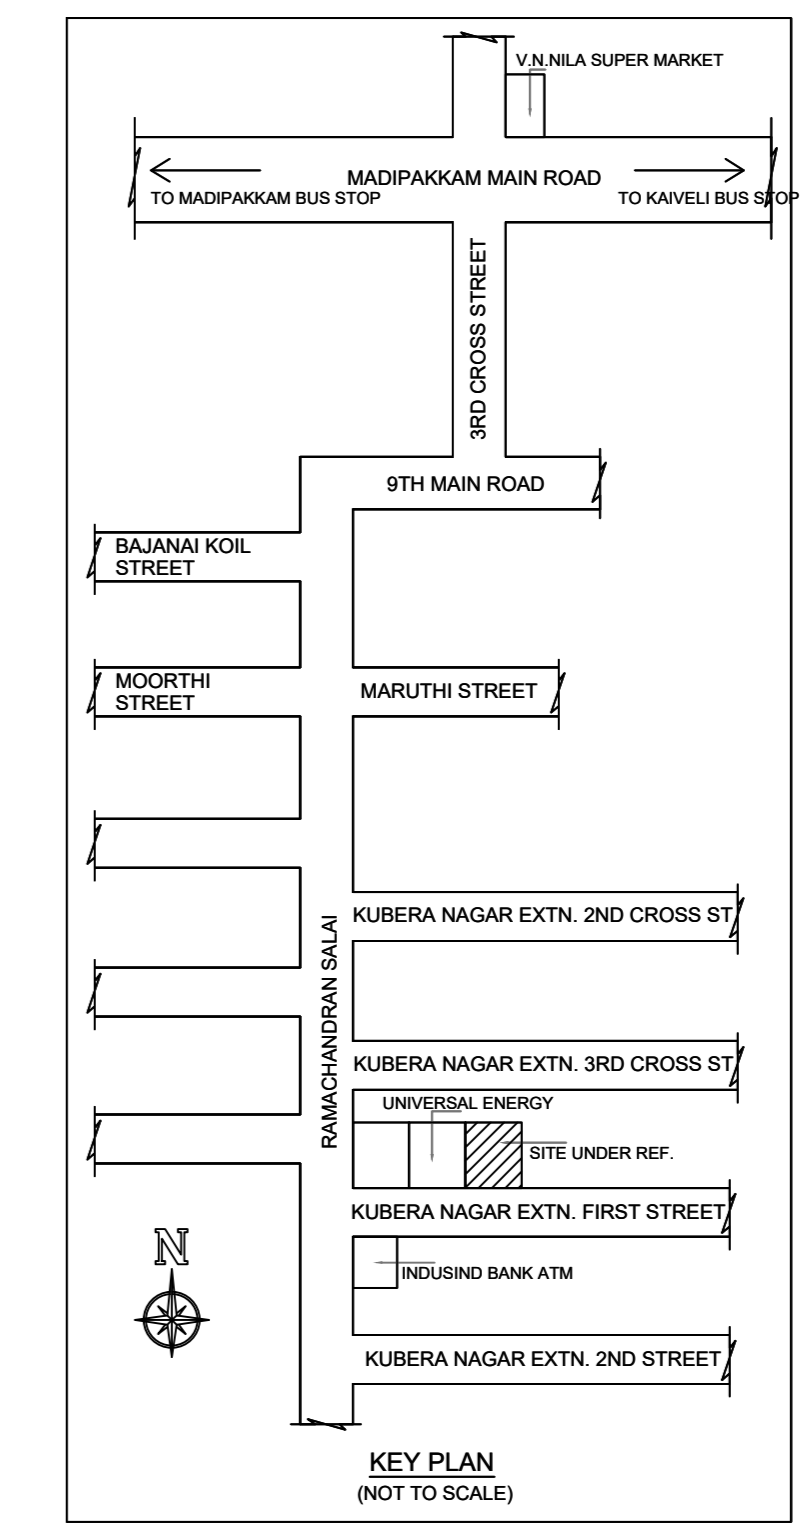 V.N.NILA SUPER MARKET
MADIPAKKAM MAIN ROAD
TO MADIPAKKAM BUS STOP
TO KAIVELI BUS STOP
3RD CROSS STREET
9TH MAIN ROAD
BAJANAI KOIL
STREET
MOORTHI
STREET
MARUTHI STREET
KUBERA NAGAR EXTN. 2ND CROSS ST
RAMACHANDRAN SALAI
KUBERA NAGAR EXTN. 3RD CROSS ST
UNIVERSAL ENERGY
SITE UNDER REF.
KUBERA NAGAR EXTN. FIRST STREET
N
INDUSIND BANK ATM
KUBERA NAGAR EXTN. 2ND STREET
KEY PLAN
(NOT TO SCALE)